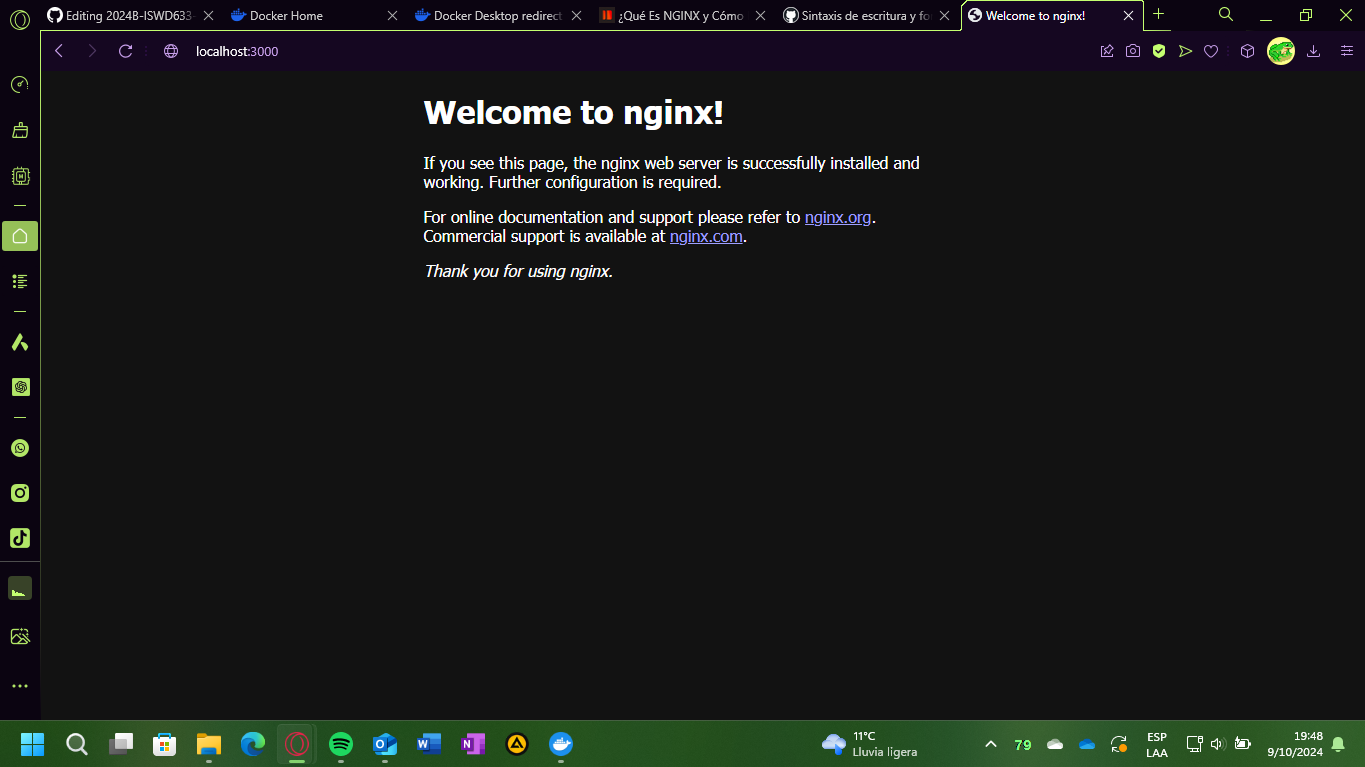 Editing 2024B-ISWD633-
Docker Home
Docker Desktop redirect
¿Qué Es NGINX y Cómo
Sintaxis de escritura y fo
Welcome to nginx!
localhost:3000
Welcome to nginx!
If you see this page, the nginx web server is successfully installed and
working. Further configuration is required.
For online documentation and support please refer to nginx.org.
Commercial support is available at nginx.com.
Thank you for using nginx.
11°C
Lluvia ligera
79
ESP
LAA
19:48
9/10/2024